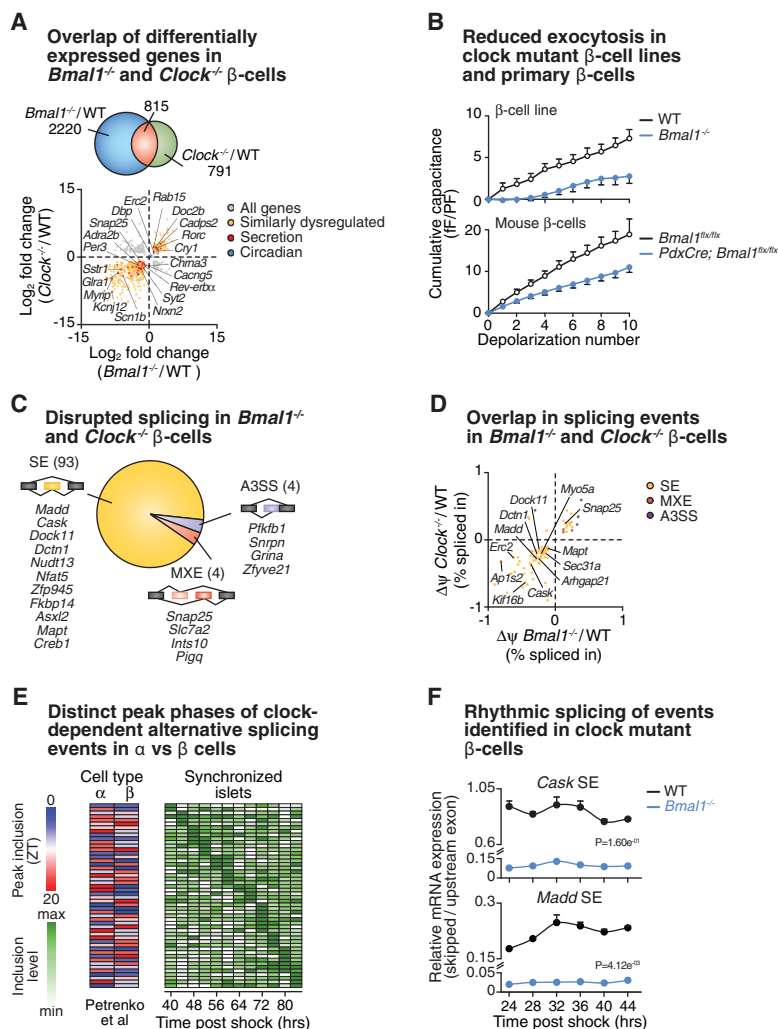 A
Overlap of differentially
expressed genes in
Bmal1-/- and Clock-/- β-cells
Bmal1-/-/WT
2220
815
Clock-/-/WT
791
15
0
-15
Log2 fold change
(Clock-/-/WT)
Erc2
Rab15
Dbp
Doc2b
Snap25
Cadps2
Adra2b
Rorc
Per3
Cry1
Sstr1
Chrna3
Glra1
Cacng5
Myrip
Rev-erbα
Kcnj12
Syt2
Scn1b
Nrxn2
All genes
Similarly dysregulated
Secretion
Circadian
-15 0 15
Log2 fold change
(Bmal1-/-/WT )
B
Reduced exocytosis in
clock mutant β-cell lines
and primary β-cells
Cumulative capacitance
(fF/PF)
10
5
0
β-cell line
WT
Bmal1-/-
20
10
0
Mouse β-cells
Bmal1flx/flx
PdxCre; Bmal1flx/flx
0 2 4 6 8 10
Depolarization number
C
Disrupted splicing in Bmal1-/-
and Clock-/- β-cells
SE (93)
Madd
Cask
Dock11
Dctn1
Nudt13
Nfat5
Zfp945
Fkbp14
Asxl2
Mapt
Creb1
A3SS (4)
Pfkfb1
Snrpn
Grina
Zfyve21
MXE (4)
Snap25
Slc7a2
Ints10
Pigq
D
Overlap in splicing events
in Bmal1-/- and Clock-/- β-cells
Δψ Clock-/-/WT
(% spliced in)
1
0
-1
Dock11
Myo5a
Dctn1
Snap25
Madd
Erc2
Mapt
Sec31a
Ap1s2
Arhgap21
Cask
Kif16b
SE
MXE
A3SS
-1 0 1
Δψ Bmal1-/-/WT
(% spliced in)
E
Distinct peak phases of clock-
dependent alternative splicing
events in α vs β cells
Cell type
α β
Synchronized
islets
Peak inclusion
(ZT)
0
20
max
Inclusion
level
min
Petrenko
et al
40 48 56 64 72 80
Time post shock (hrs)
F
Rhythmic splicing of events
identified in clock mutant
β-cells
Relative mRNA expression
(skipped / upstream exon)
1.05
0.6
0.15
0
Cask SE
WT
Bmal1-/-
P=1.60e-01
0.3
0.15
0.05
0
Madd SE
P=4.12e-03
24 28 32 36 40 44
Time post shock (hrs)